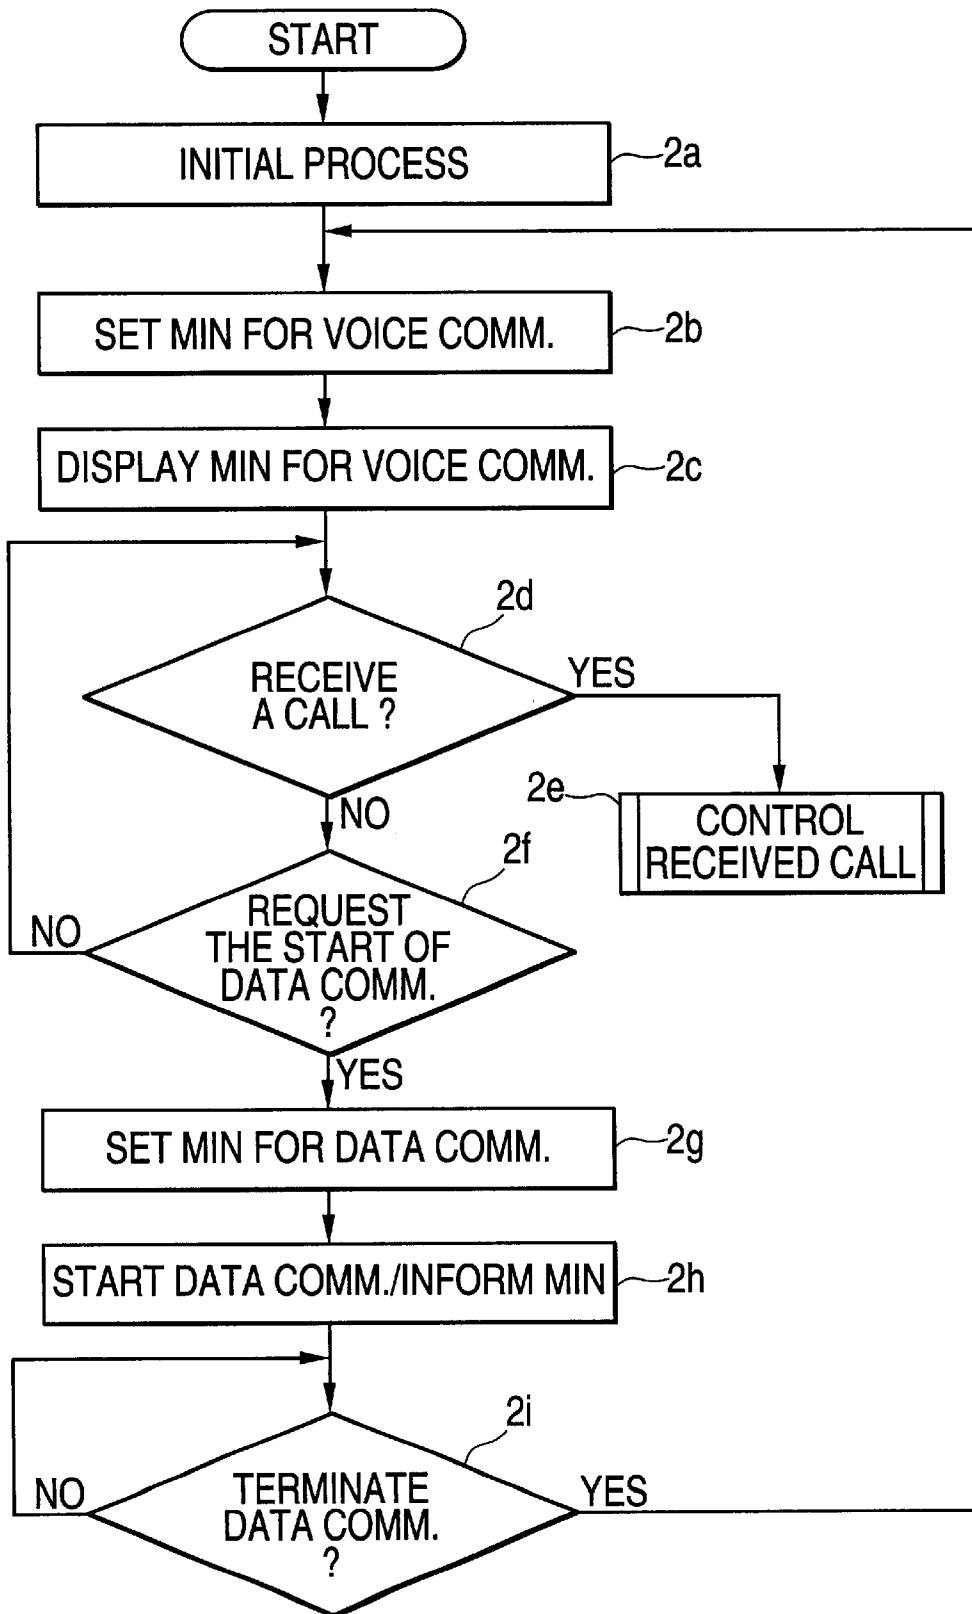 START
INITIAL PROCESS
2a
SET MIN FOR VOICE COMM.
2b
DISPLAY MIN FOR VOICE COMM.
2c
2d
RECEIVE
A CALL ?
YES
NO
2e
CONTROL
RECEIVED CALL
2f
REQUEST
THE START OF
DATA COMM.
?
NO
YES
SET MIN FOR DATA COMM.
2g
START DATA COMM./INFORM MIN
2h
2i
TERMINATE
DATA COMM.
?
NO
YES